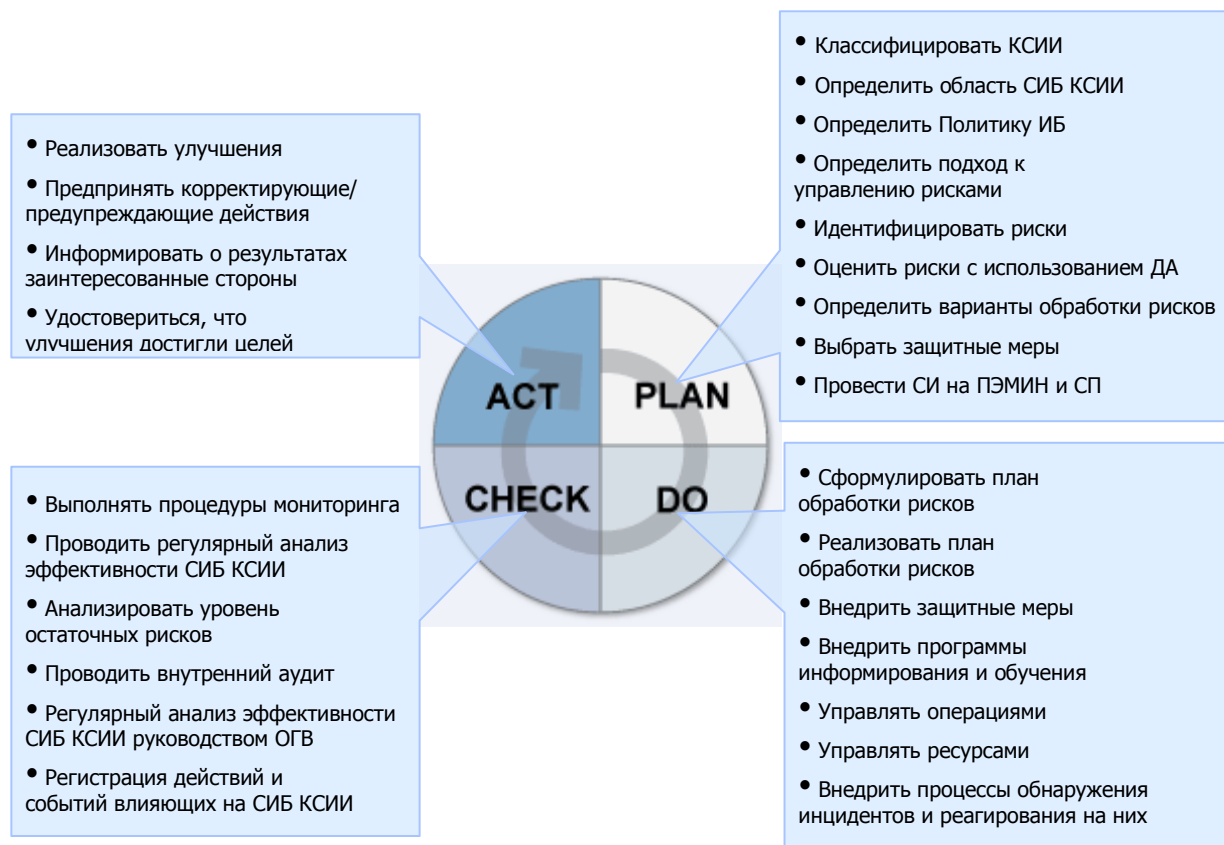 • Реализовать улучшения
• Предпринять корректирующие/
предупреждающие действия
• Информировать о результатах
заинтересованные стороны
• Удостовериться, что
улучшения достигли целей
• Классифицировать КСИИ
• Определить область СИБ КСИИ
• Определить Политику ИБ
• Определить подход к
управлению рисками
• Идентифицировать риски
• Оценить риски с использованием ДА
• Определить варианты обработки рисков
• Выбрать защитные меры
• Провести СИ на ПЭМИН и СП
ACT
PLAN
CHECK
DO
• Выполнять процедуры мониторинга
• Проводить регулярный анализ
эффективности СИБ КСИИ
• Анализировать уровень
остаточных рисков
• Проводить внутренний аудит
• Регулярный анализ эффективности
СИБ КСИИ руководством ОГВ
• Регистрация действий и
событий влияющих на СИБ КСИИ
• Сформулировать план
обработки рисков
• Реализовать план
обработки рисков
• Внедрить защитные меры
• Внедрить программы
информирования и обучения
• Управлять операциями
• Управлять ресурсами
• Внедрить процессы обнаружения
инцидентов и реагирования на них